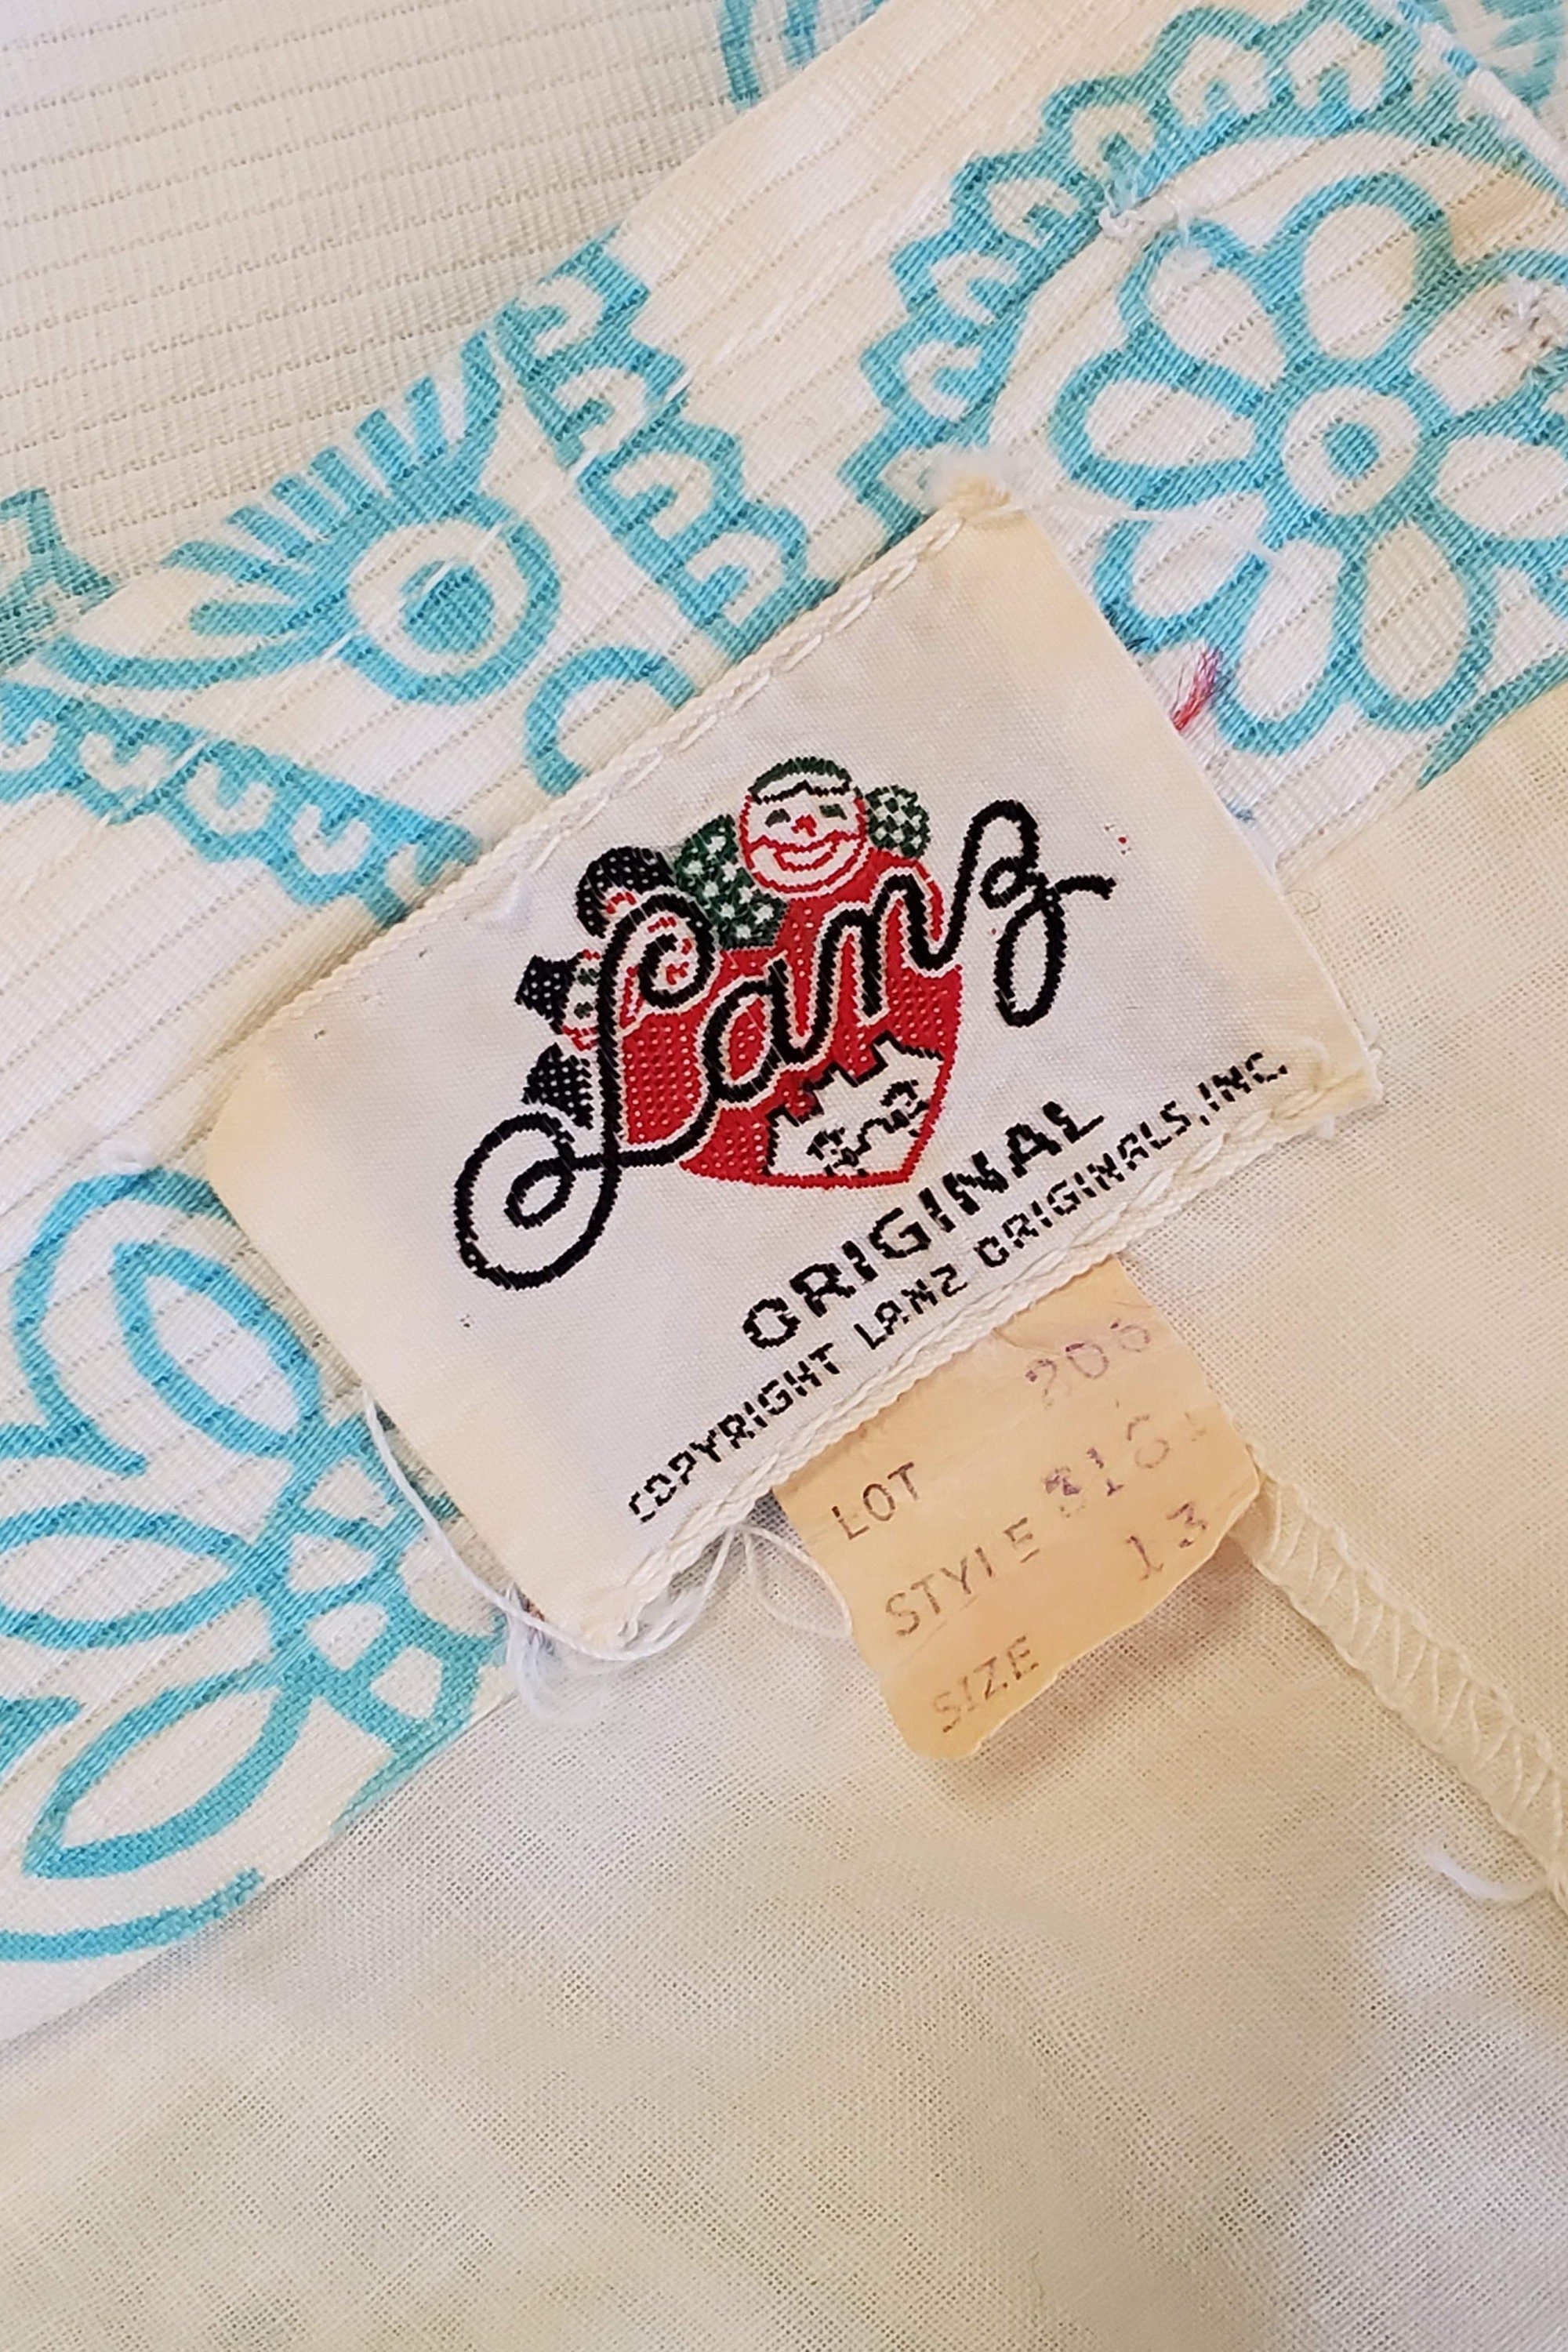 Lanz
ORIGINAL
COPYRIGHT LANZ ORIGINALS, INC.
LOT
STYLE
SIZE 13